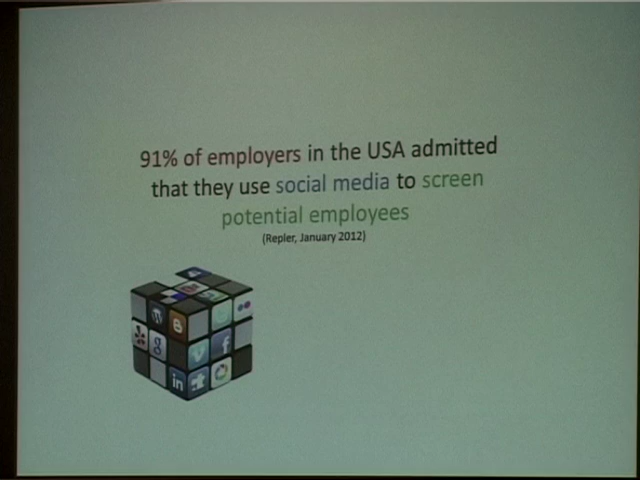 91% of employers in the USA admitted
that they use social media to screen
potential employees
(Repler, January 2012)
W
B
g
v
f
in